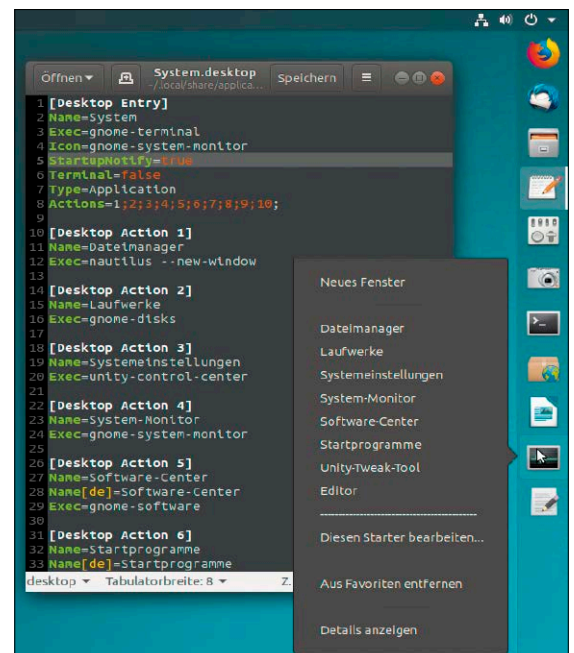 Öffnen
System.desktop
~/.local/share/applica...
Speichern
1 [Desktop Entry]
2 Name=System
3 Exec=gnome-terminal
4 Icon=gnome-system-monitor
5 StartupNotify=true
6 Terminal=false
7 Type=Application
8 Actions=1;2;3;4;5;6;7;8;9;10;
9
10 [Desktop Action 1]
11 Name=Dateimanager
12 Exec=nautilus --new-window
13
14 [Desktop Action 2]
15 Name=Laufwerke
16 Exec=gnome-disks
17
18 [Desktop Action 3]
19 Name=Systemeinstellungen
20 Exec=unity-control-center
21
22 [Desktop Action 4]
23 Name=System-Monitor
24 Exec=gnome-system-monitor
25
26 [Desktop Action 5]
27 Name=Software-Center
28 Name[de]=Software-Center
29 Exec=gnome-software
30
31 [Desktop Action 6]
32 Name=Startprogramme
33 Name[de]=Startprogramme
desktop Tabulatorbreite: 8 Z.
Neues Fenster
Dateimanager
Laufwerke
Systemeinstellungen
System-Monitor
Software-Center
Startprogramme
Unity-Tweak-Tool
Editor
--------------------------------------------
Diesen Starter bearbeiten...
Aus Favoriten entfernen
Details anzeigen